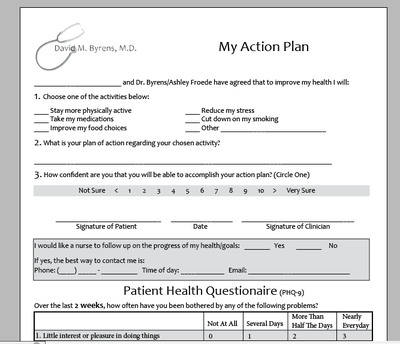 David M. Byrens, M.D.
My Action Plan
____________________ and Dr. Byrens/Ashley Froede have agreed that to improve my health I will:
1. Choose one of the activities below:
____ Stay more physically active ____ Reduce my stress
____ Take my medications ____ Cut down on my smoking
____ Improve my food choices ____ Other ________________________
2. What is your plan of action regarding your chosen activity?
3. How confident are you that you will be able to accomplish your action plan? (Circle One)
Not Sure < 1 2 3 4 5 6 7 8 9 10 > Very Sure
Signature of Patient Date Signature of Clinician
I would like a nurse to follow up on the progress of my health/goals: ______ Yes ______ No
If yes, the best way to contact me is:
Phone: (____) _____ - __________ Time of day: __________ Email: ________________________
Patient Health Questionaire (PHQ-9)
Over the last 2 weeks, how often have you been bothered by any of the following problems?
Not At All Several Days More Than Half The Days Nearly Everyday
1. Little interest or pleasure in doing things 0 1 2 3